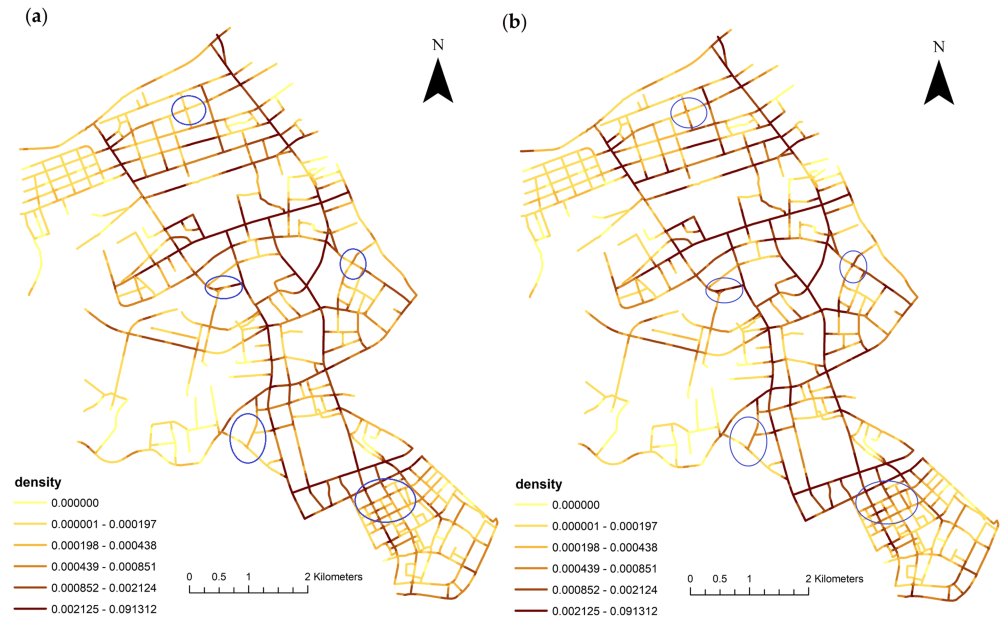 (a)
N
density
0.000000
0.000001 - 0.000197
0.000198 - 0.000438
0.000439 - 0.000851
0.000852 - 0.002124
0.002125 - 0.091312
0 0.5 1 2 Kilometers
(b)
N
density
0.000000
0.000001 - 0.000197
0.000198 - 0.000438
0.000439 - 0.000851
0.000852 - 0.002124
0.002125 - 0.091312
0 0.5 1 2 Kilometers